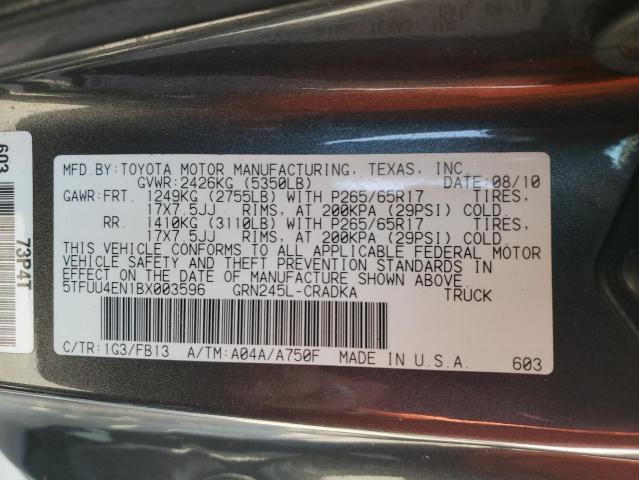 MFD.BY:TOYOTA MOTOR MANUFACTURING, TEXAS, INC.
GVWR:2426KG (5350LB) DATE:08/10
GAWR:FRT. 1249KG (2755LB) WITH P265/65R17 TIRES,
17X7.5JJ RIMS, AT 200KPA (29PSI) COLD
RR. 1410KG (3110LB) WITH P265/65R17 TIRES,
17X7.5JJ RIMS, AT 200KPA (29PSI) COLD
THIS VEHICLE CONFORMS TO ALL APPLICABLE FEDERAL MOTOR
VEHICLE SAFETY AND THEFT PREVENTION STANDARDS IN
EFFECT ON THE DATE OF MANUFACTURE SHOWN ABOVE.
5TFUU4EN1BX003596 GRN245L-CRADKA TRUCK
C/TR:1G3/FB13 A/TM:A04A/A750F MADE IN U.S.A. 603
603
73P4T